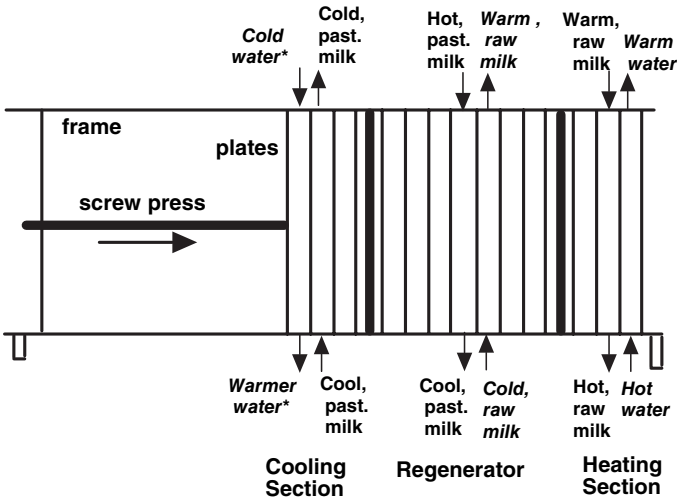 Cold
water*
Cold,
past.
milk
Hot,
past.
milk
Warm ,
raw
milk
Warm,
raw
milk
Warm
water
frame
plates
screw press
Warmer
water*
Cool,
past.
milk
Cool,
past.
milk
Cold,
raw
milk
Hot,
raw
milk
Hot
water
Cooling
Section
Regenerator
Heating
Section